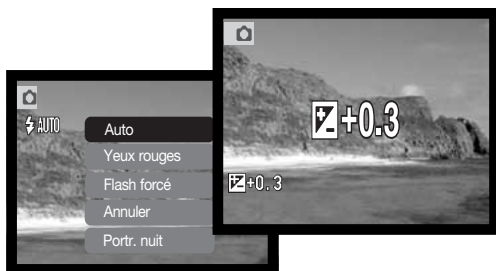 AUTO
Auto
Yeux rouges
Flash forcé
Annuler
Portr. nuit
+0.3
+0.3